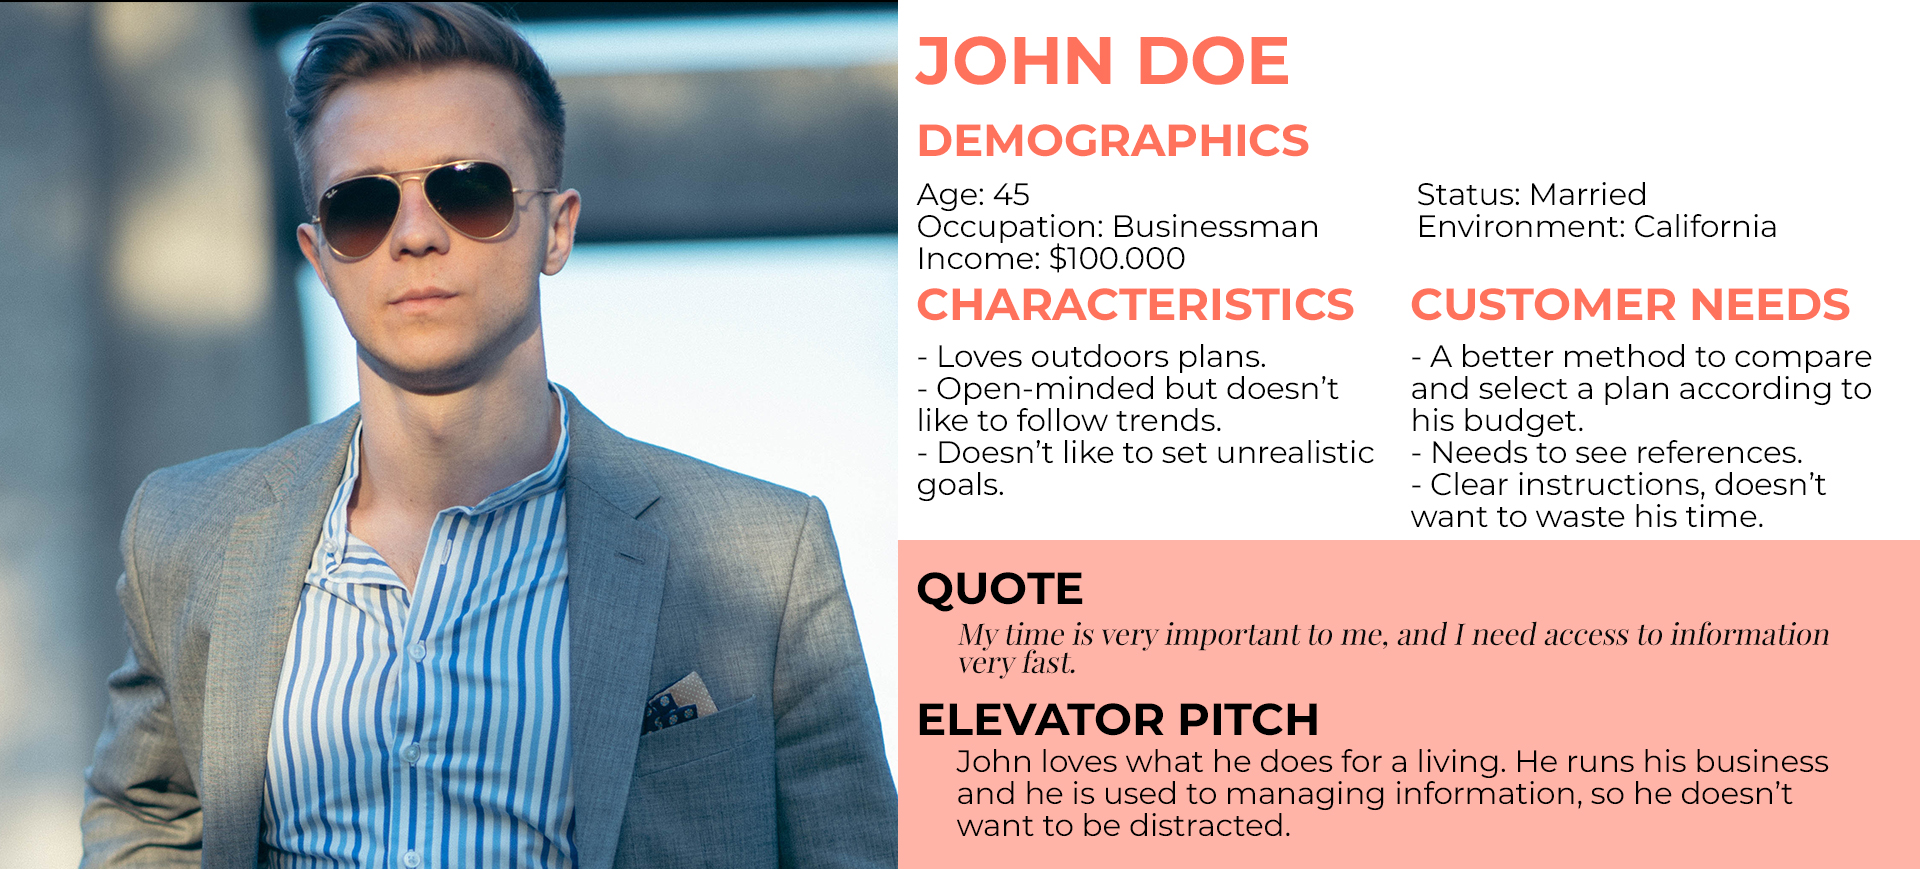 JOHN DOE
DEMOGRAPHICS
Age: 45
Occupation: Businessman
Income: $100.000
Status: Married
Environment: California
CHARACTERISTICS
- Loves outdoors plans.
- Open-minded but doesn’t
like to follow trends.
- Doesn’t like to set unrealistic
goals.
CUSTOMER NEEDS
- A better method to compare
and select a plan according to
his budget.
- Needs to see references.
- Clear instructions, doesn’t
want to waste his time.
QUOTE
My time is very important to me, and I need access to information
very fast.
ELEVATOR PITCH
John loves what he does for a living. He runs his business
and he is used to managing information, so he doesn’t
want to be distracted.